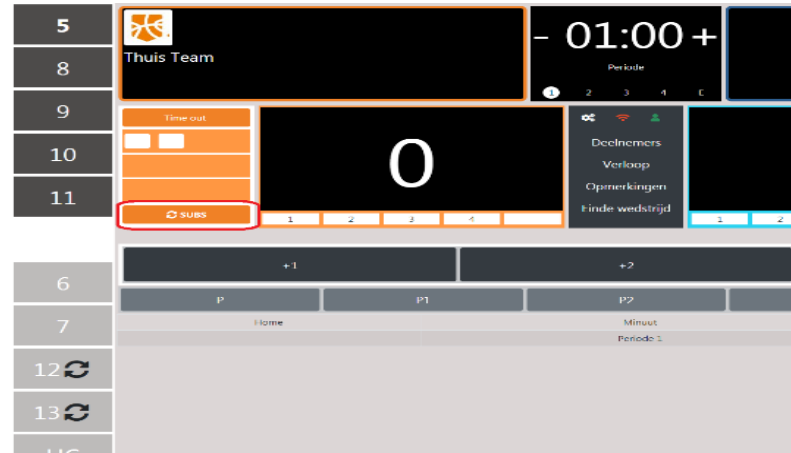 5
8
9
10
11
6
7
12
13
Thuis Team
- 01:00 +
Periode
1 2 3 4
Time out
SUBS
0
1 2 3 4
Deelnemers
Verloop
Opmerkingen
Einde wedstrijd
1 2
+1 +2
P P1 P2
Home Minuut
Periode 1